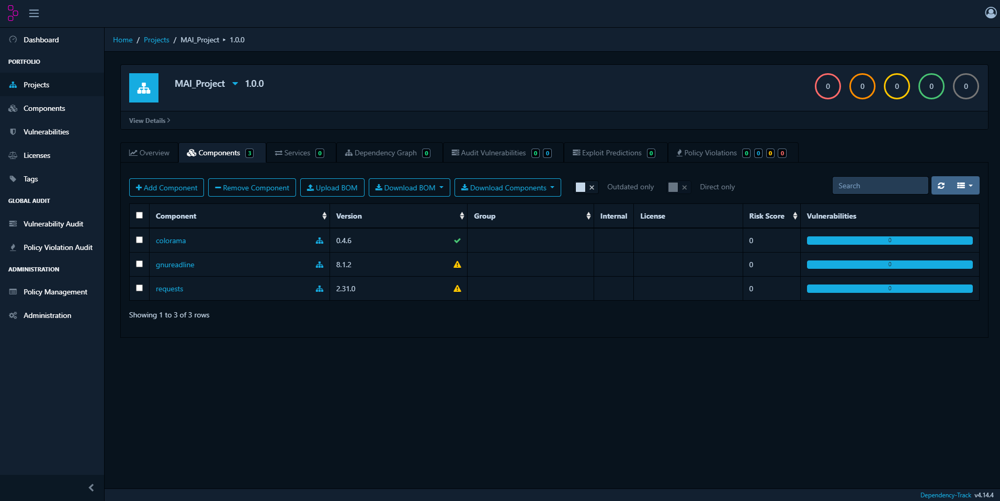 Dashboard
PORTFOLIO
Projects
Components
Vulnerabilities
Licenses
Tags
GLOBAL AUDIT
Vulnerability Audit
Policy Violation Audit
ADMINISTRATION
Policy Management
Administration
Home / Projects / MAI_Project ‣ 1.0.0
MAI_Project 1.0.0
0 0 0 0 0
View Details
Overview Components 3 Services 0 Dependency Graph 0 Audit Vulnerabilities 0 0 Exploit Predictions 0 Policy Violations 0 0 0 0
Add Component Remove Component Upload BOM Download BOM Download Components Outdated only Direct only Search
Component Version Group Internal License Risk Score Vulnerabilities
colorama 0.4.6 0 0
gnureadline 8.1.2 0 0
requests 2.31.0 0 0
Showing 1 to 3 of 3 rows
Dependency-Track v4.14.4